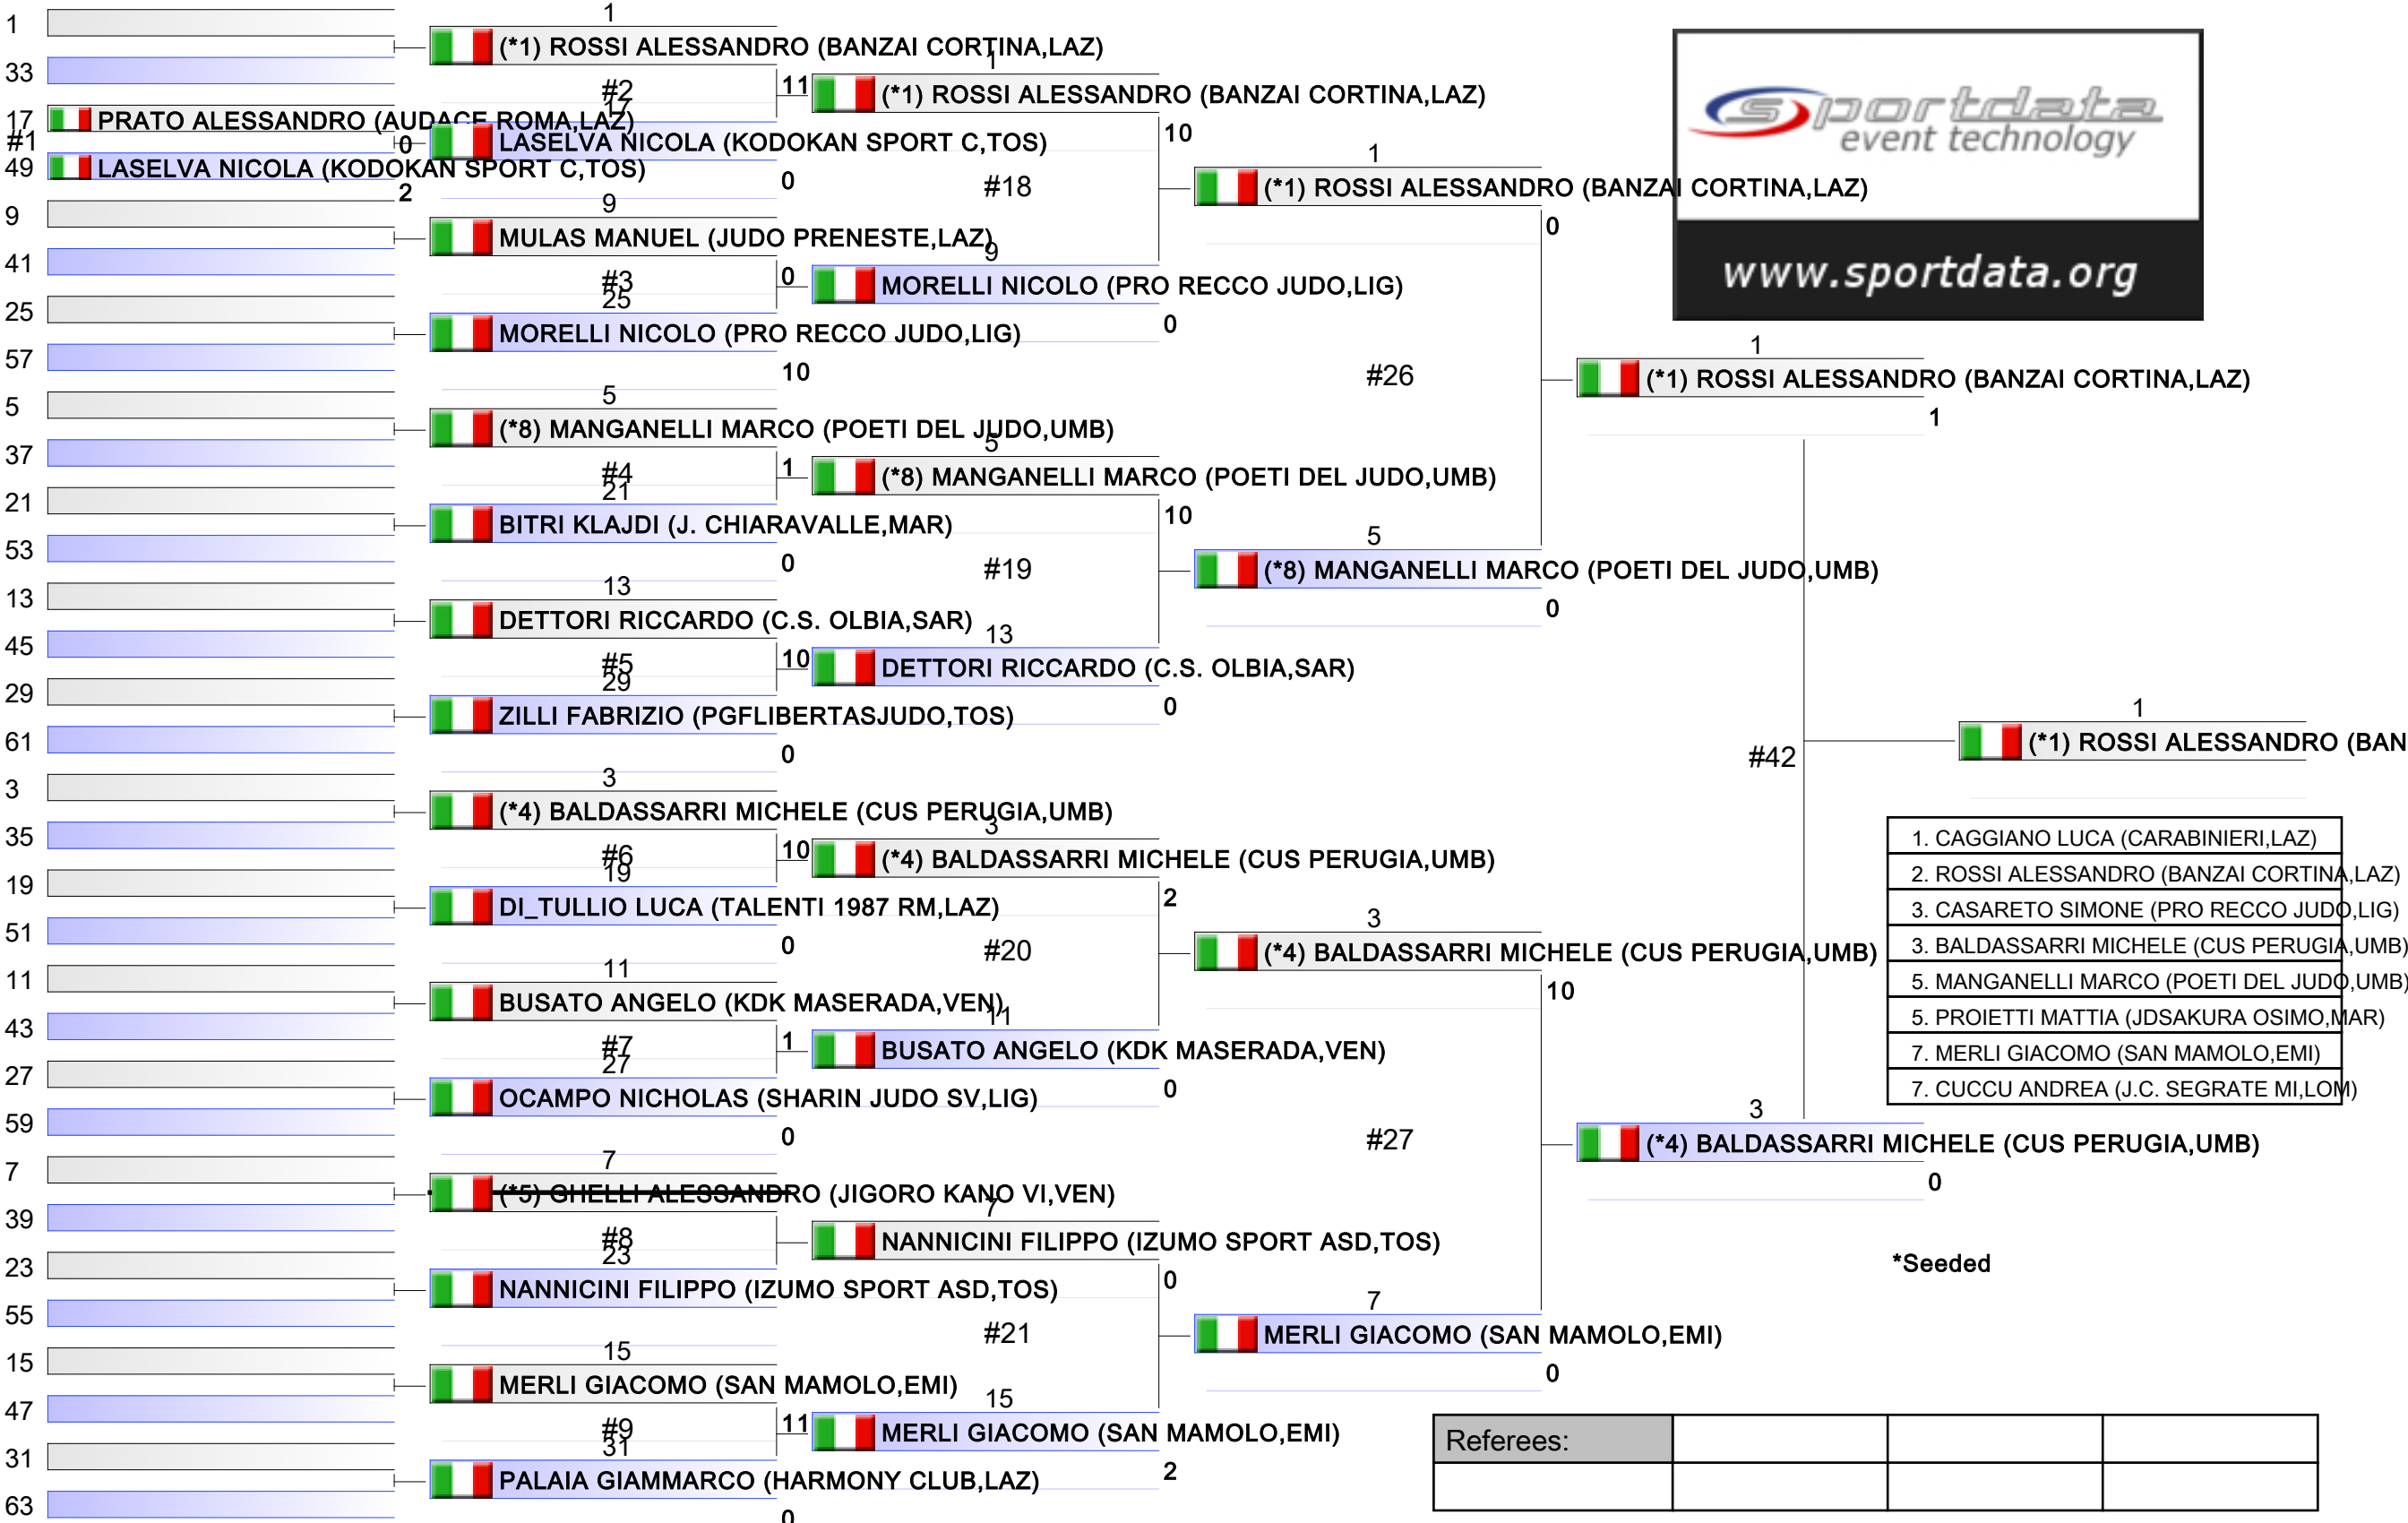 1
33
17 PRATO ALESSANDRO (AUDACE ROMA,LAZ)
#1
0
49 LASELVA NICOLA (KODOKAN SPORT C,TOS)
2
9
41
25
57
5
37
21
53
13
45
29
61
3
35
19
51
11
43
27
59
7
39
23
55
15
47
31
63
1
(*1) ROSSI ALESSANDRO (BANZAI CORTINA,LAZ)
11
#2
17
LASELVA NICOLA (KODOKAN SPORT C,TOS)
0
9
MULAS MANUEL (JUDO PRENESTE,LAZ)
0
#3
25
MORELLI NICOLO (PRO RECCO JUDO,LIG)
10
5
(*8) MANGANELLI MARCO (POETI DEL JUDO,UMB)
1
#4
21
BITRI KLAJDI (J. CHIARAVALLE,MAR)
0
13
DETTORI RICCARDO (C.S. OLBIA,SAR)
10
#5
29
ZILLI FABRIZIO (PGFLIBERTASJUDO,TOS)
0
3
(*4) BALDASSARRI MICHELE (CUS PERUGIA,UMB)
10
#6
19
DI_TULLIO LUCA (TALENTI 1987 RM,LAZ)
0
11
BUSATO ANGELO (KDK MASERADA,VEN)
1
#7
27
OCAMPO NICHOLAS (SHARIN JUDO SV,LIG)
0
7
(*5) GHELLI ALESSANDRO (JIGORO KANO VI,VEN)
#8
23
NANNICINI FILIPPO (IZUMO SPORT ASD,TOS)
15
MERLI GIACOMO (SAN MAMOLO,EMI)
11
#9
31
PALAIA GIAMMARCO (HARMONY CLUB,LAZ)
0
1
(*1) ROSSI ALESSANDRO (BANZAI CORTINA,LAZ)
10
#18
9
MORELLI NICOLO (PRO RECCO JUDO,LIG)
0
5
(*8) MANGANELLI MARCO (POETI DEL JUDO,UMB)
10
#19
13
DETTORI RICCARDO (C.S. OLBIA,SAR)
0
3
(*4) BALDASSARRI MICHELE (CUS PERUGIA,UMB)
2
#20
11
BUSATO ANGELO (KDK MASERADA,VEN)
0
7
NANNICINI FILIPPO (IZUMO SPORT ASD,TOS)
0
#21
15
MERLI GIACOMO (SAN MAMOLO,EMI)
2
1
(*1) ROSSI ALESSANDRO (BANZAI CORTINA,LAZ)
0
#26
5
(*8) MANGANELLI MARCO (POETI DEL JUDO,UMB)
0
3
(*4) BALDASSARRI MICHELE (CUS PERUGIA,UMB)
10
#27
7
MERLI GIACOMO (SAN MAMOLO,EMI)
0
sportdata
event technology
www.sportdata.org
1
(*1) ROSSI ALESSANDRO (BANZAI CORTINA,LAZ)
1
#42
3
(*4) BALDASSARRI MICHELE (CUS PERUGIA,UMB)
0
1
(*1) ROSSI ALESSANDRO (BAN
1. CAGGIANO LUCA (CARABINIERI,LAZ)
2. ROSSI ALESSANDRO (BANZAI CORTINA,LAZ)
3. CASARETO SIMONE (PRO RECCO JUDO,LIG)
3. BALDASSARRI MICHELE (CUS PERUGIA,UMB)
5. MANGANELLI MARCO (POETI DEL JUDO,UMB)
5. PROIETTI MATTIA (JDSAKURA OSIMO,MAR)
7. MERLI GIACOMO (SAN MAMOLO,EMI)
7. CUCCU ANDREA (J.C. SEGRATE MI,LOM)
*Seeded
Referees: